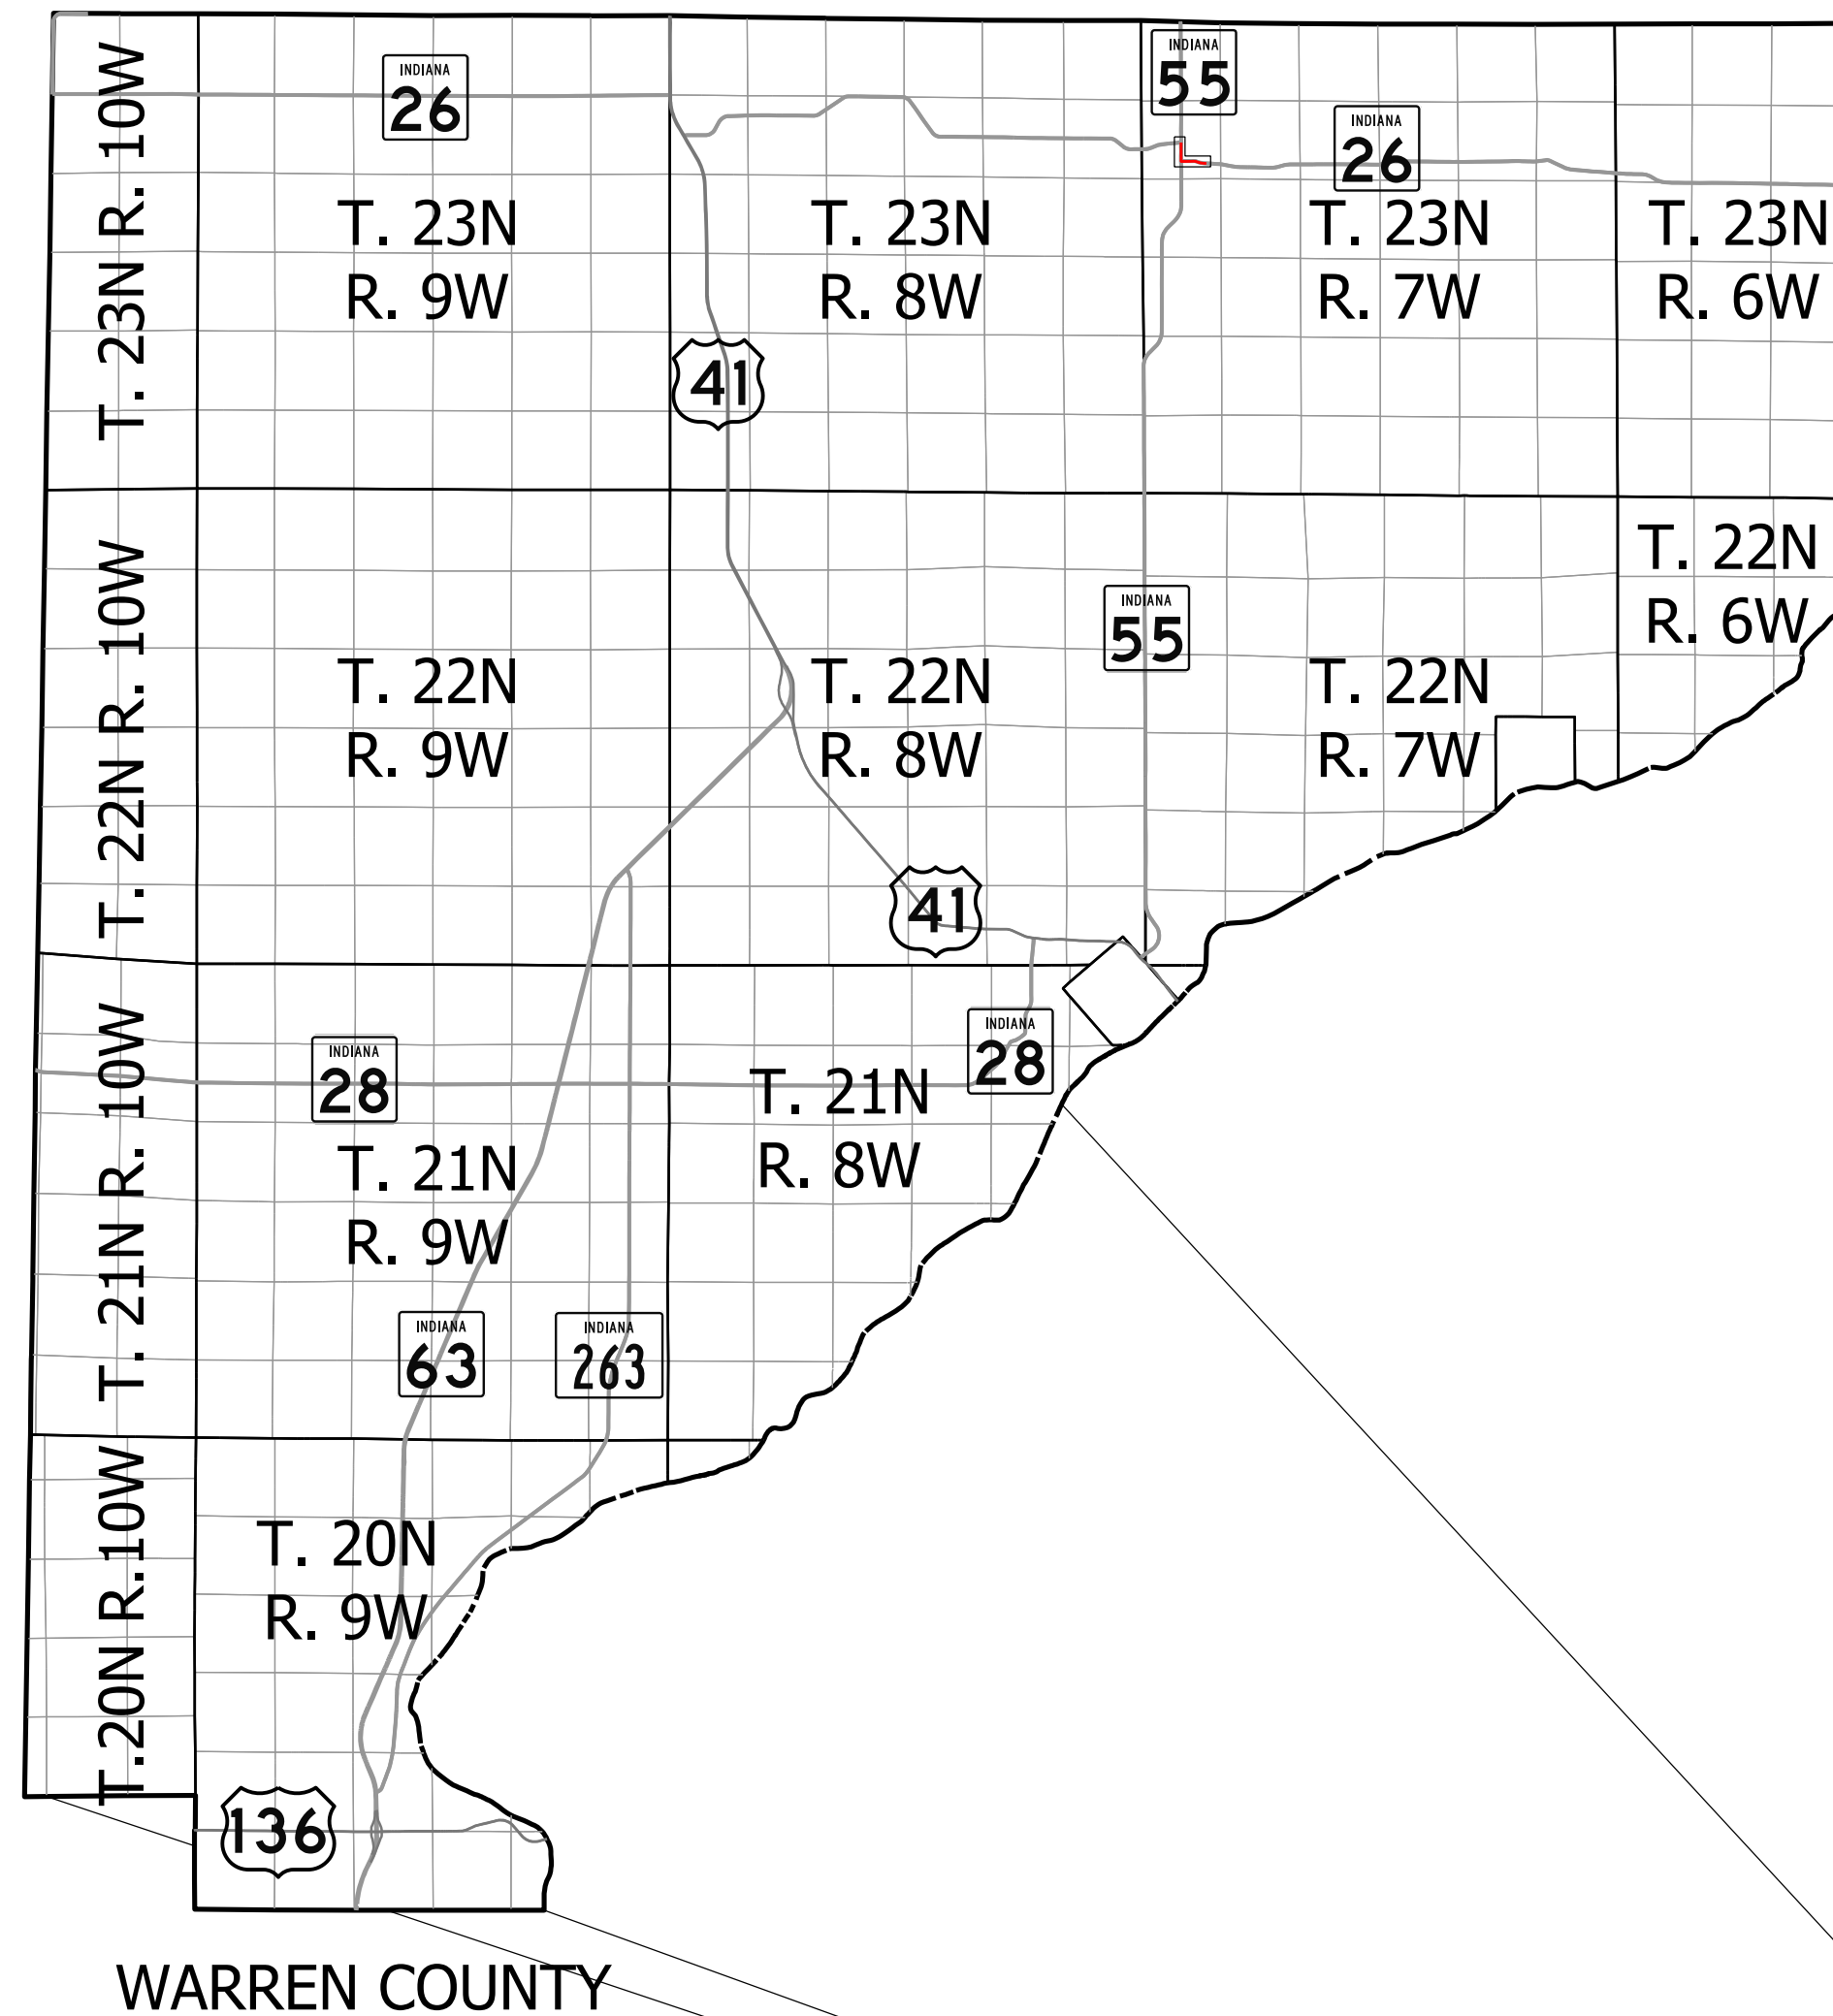 INDIANA
55
INDIANA
26
INDIANA
26
T. 23N R. 10W
T. 23N
R. 9W
T. 23N
R. 8W
T. 23N
R. 7W
T. 23N
R. 6W
41
T. 22N R. 10W
T. 22N
R. 9W
T. 22N
R. 8W
INDIANA
55
T. 22N
R. 7W
T. 22N
R. 6W
41
T. 21N R. 10W
INDIANA
28
T. 21N
R. 9W
T. 21N
R. 8W
INDIANA
28
INDIANA
63
INDIANA
263
T.20N R.10W
T. 20N
R. 9W
136
WARREN COUNTY